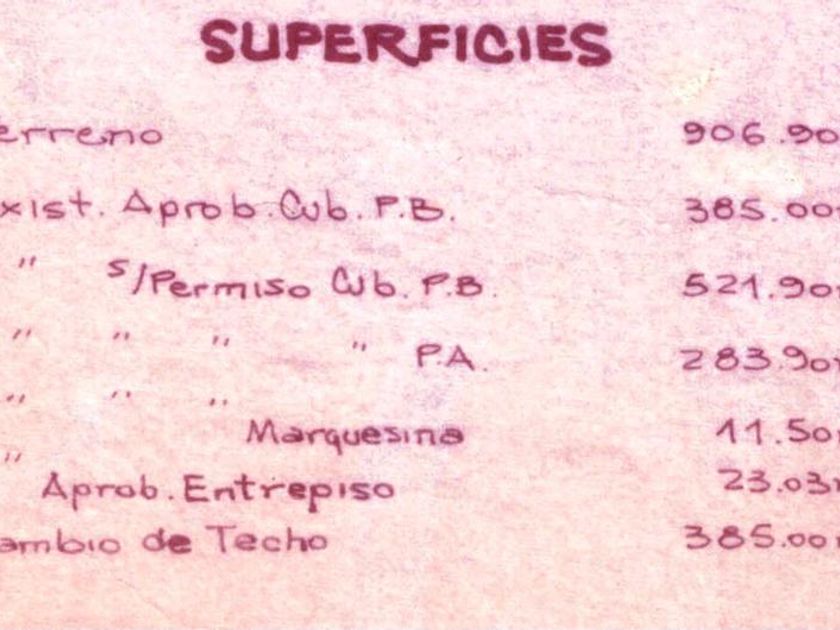 SUPERFICIES
erreno 906.90
xist. Aprob. Cub. P.B. 385.00
" s/Permiso Cub. P.B. 521.90
" " " " P.A. 283.90
" " " Marquesina 11.50
" Aprob. Entrepiso 23.03
ambio de Techo 385.00